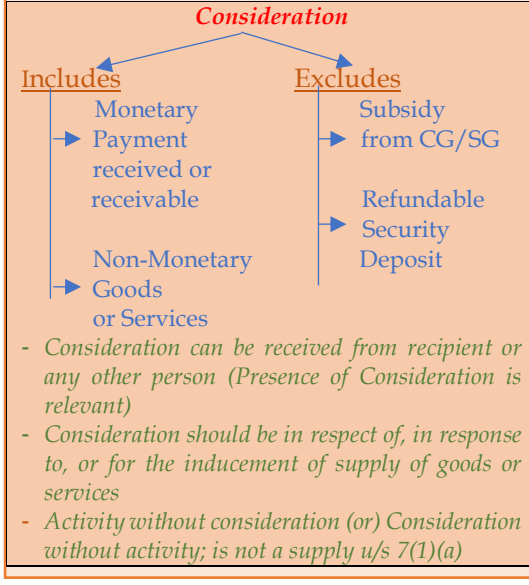 Consideration
Includes
Monetary
Payment
received or
receivable
Non-Monetary
Goods
or Services
Excludes
Subsidy
from CG/SG
Refundable
Security
Deposit
- Consideration can be received from recipient or
any other person (Presence of Consideration is
relevant)
- Consideration should be in respect of, in response
to, or for the inducement of supply of goods or
services
- Activity without consideration (or) Consideration
without activity; is not a supply u/s 7(1)(a)